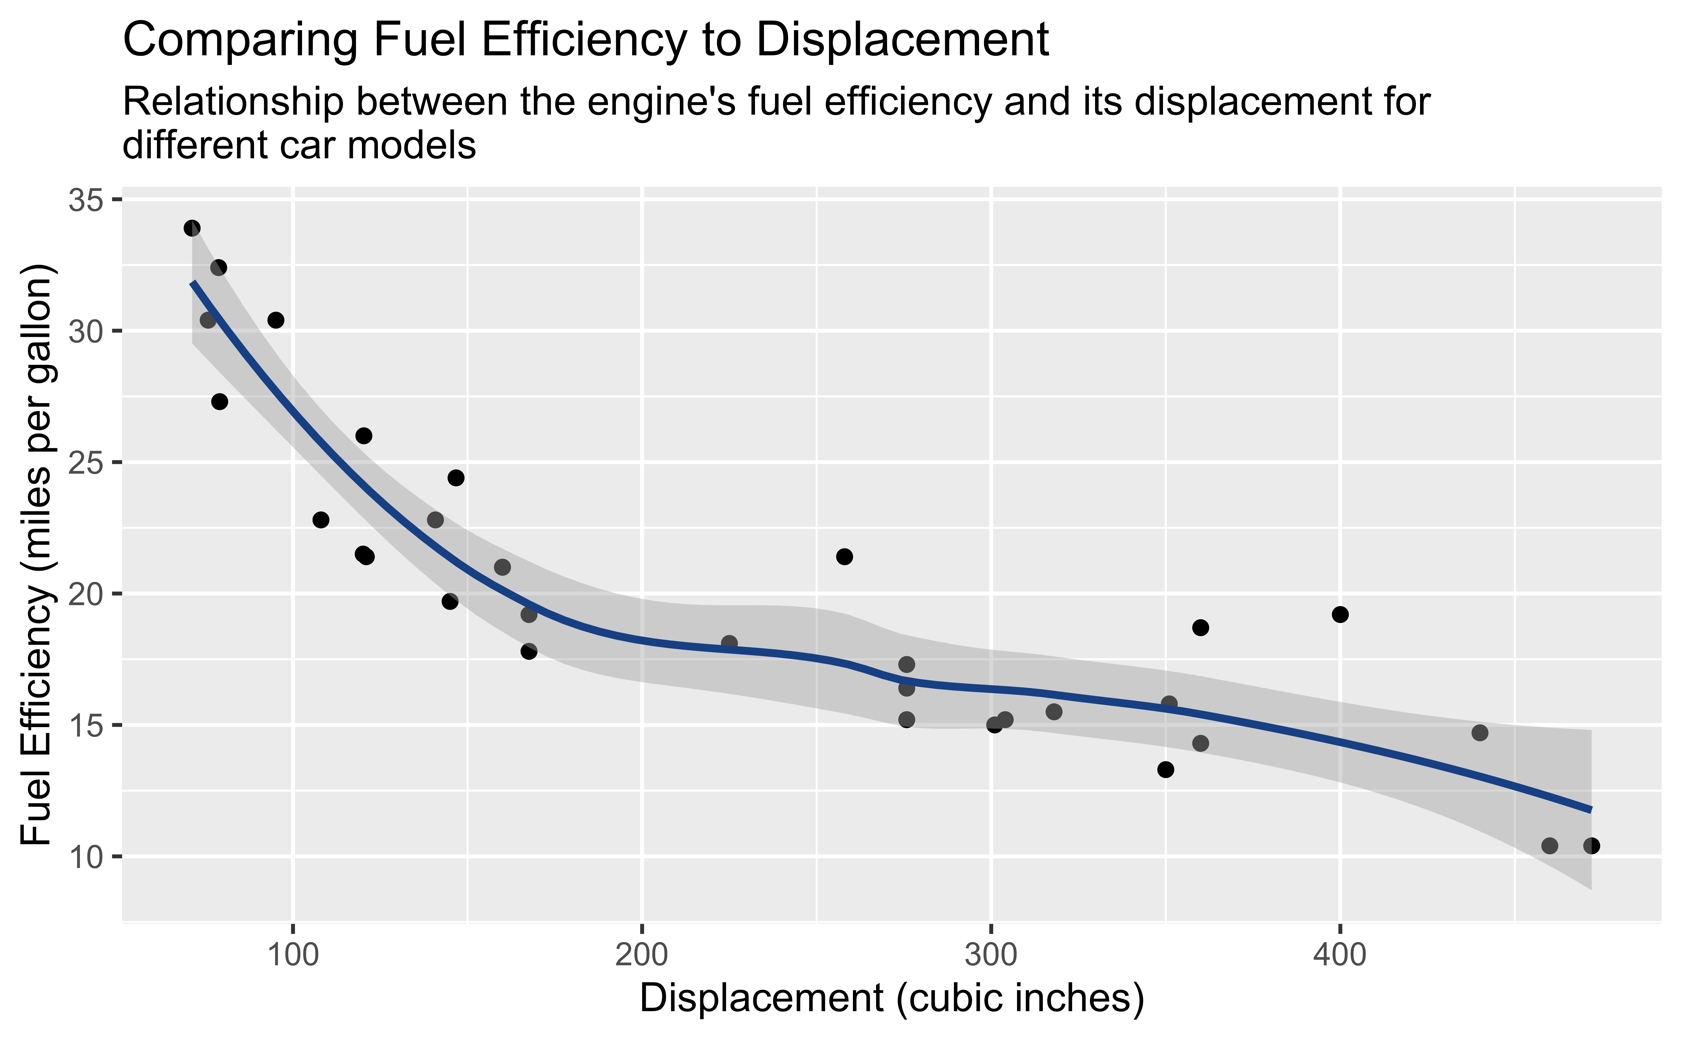 Comparing Fuel Efficiency to Displacement
Relationship between the engine's fuel efficiency and its displacement for
different car models
35
30
25
20
15
10
Fuel Efficiency (miles per gallon)
100
200
300
400
Displacement (cubic inches)